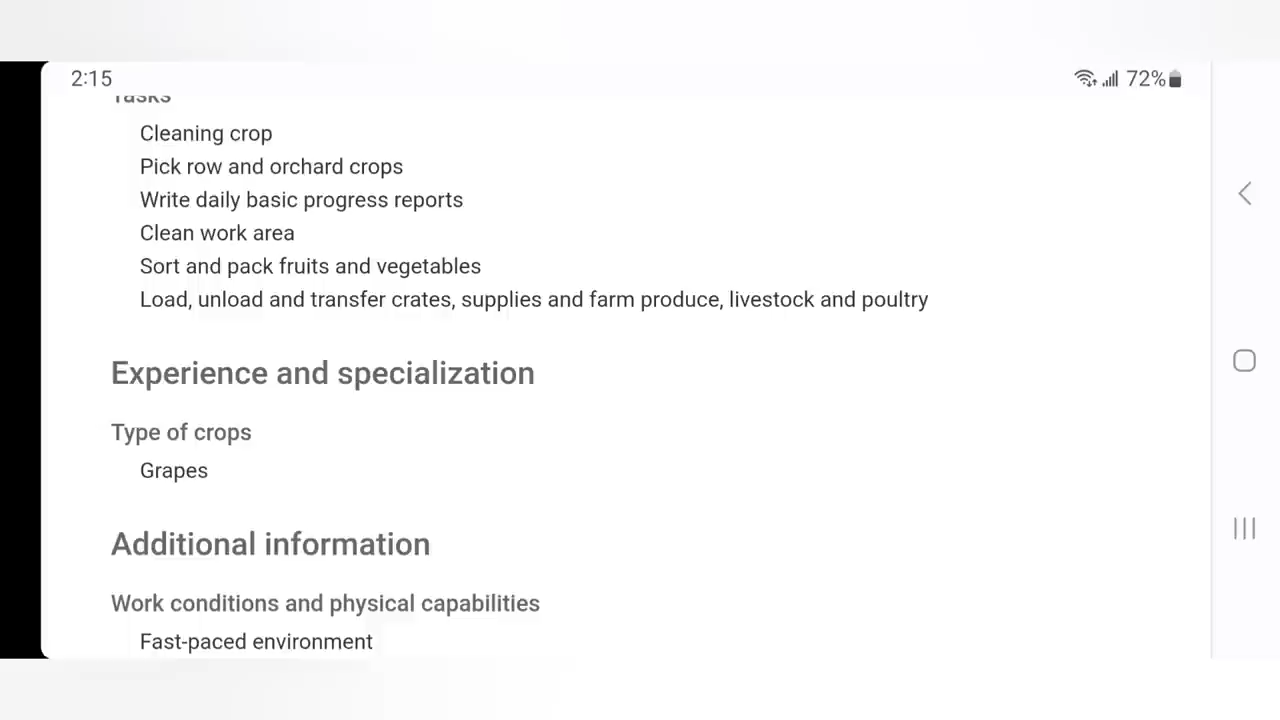 2:15
72%
Tasks
Cleaning crop
Pick row and orchard crops
Write daily basic progress reports
Clean work area
Sort and pack fruits and vegetables
Load, unload and transfer crates, supplies and farm produce, livestock and poultry
Experience and specialization
Type of crops
Grapes
Additional information
Work conditions and physical capabilities
Fast-paced environment